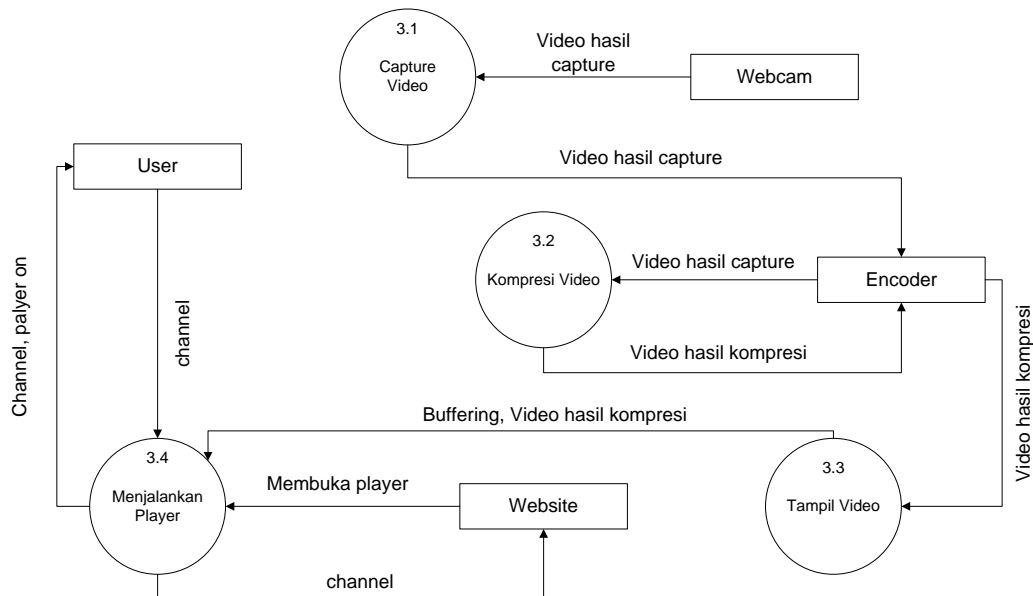 3.1
Capture
Video
Video hasil
capture
Webcam
Video hasil capture
User
3.2
Kompresi Video
Video hasil capture
Encoder
Video hasil kompresi
Video hasil kompresi
Channel, palyer on
channel
Buffering, Video hasil kompresi
3.4
Menjalankan
Player
Membuka player
Website
3.3
Tampil Video
channel